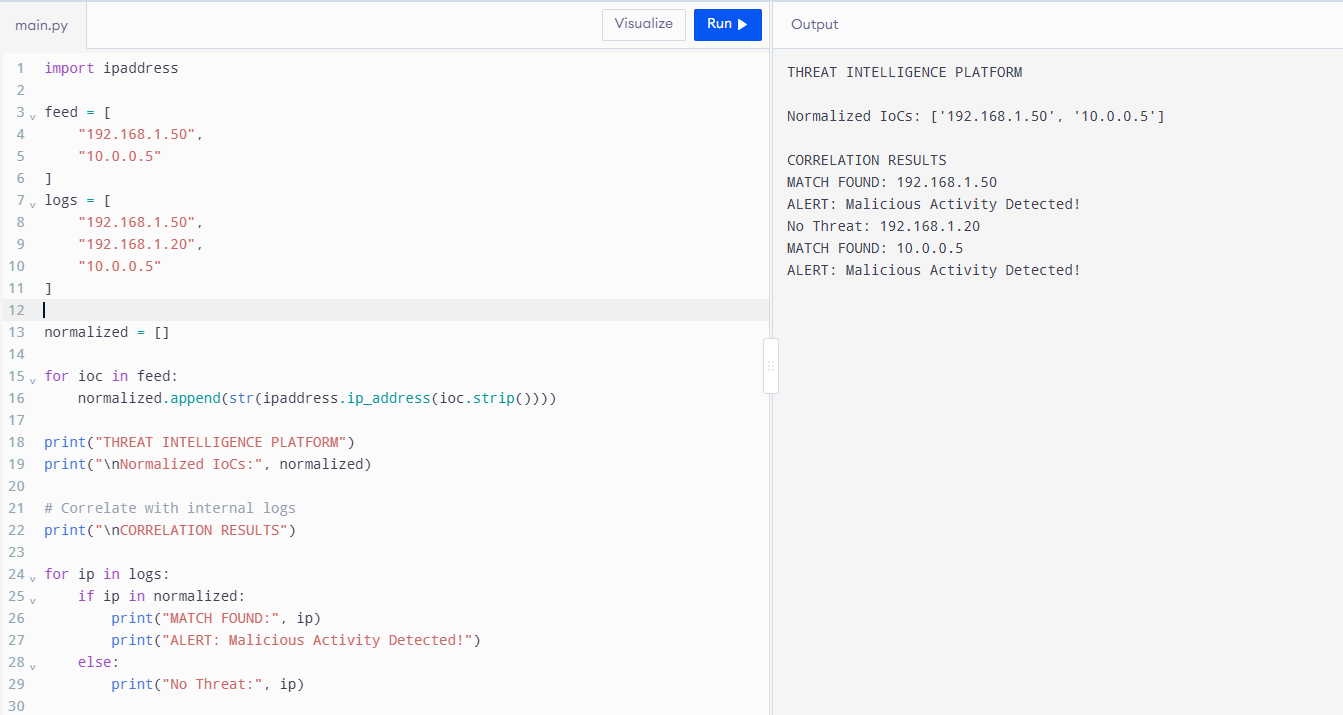 main.py
Visualize
Run
1 import ipaddress
2
3 feed = [
4     "192.168.1.50",
5     "10.0.0.5"
6 ]
7 logs = [
8     "192.168.1.50",
9     "192.168.1.20",
10     "10.0.0.5"
11 ]
12
13 normalized = []
14
15 for ioc in feed:
16     normalized.append(str(ipaddress.ip_address(ioc.strip())))
17
18 print("THREAT INTELLIGENCE PLATFORM")
19 print("\nNormalized IoCs:", normalized)
20
21 # Correlate with internal logs
22 print("\nCORRELATION RESULTS")
23
24 for ip in logs:
25     if ip in normalized:
26         print("MATCH FOUND:", ip)
27         print("ALERT: Malicious Activity Detected!")
28     else:
29         print("No Threat:", ip)
30
Output
THREAT INTELLIGENCE PLATFORM
Normalized IoCs: ['192.168.1.50', '10.0.0.5']
CORRELATION RESULTS
MATCH FOUND: 192.168.1.50
ALERT: Malicious Activity Detected!
No Threat: 192.168.1.20
MATCH FOUND: 10.0.0.5
ALERT: Malicious Activity Detected!